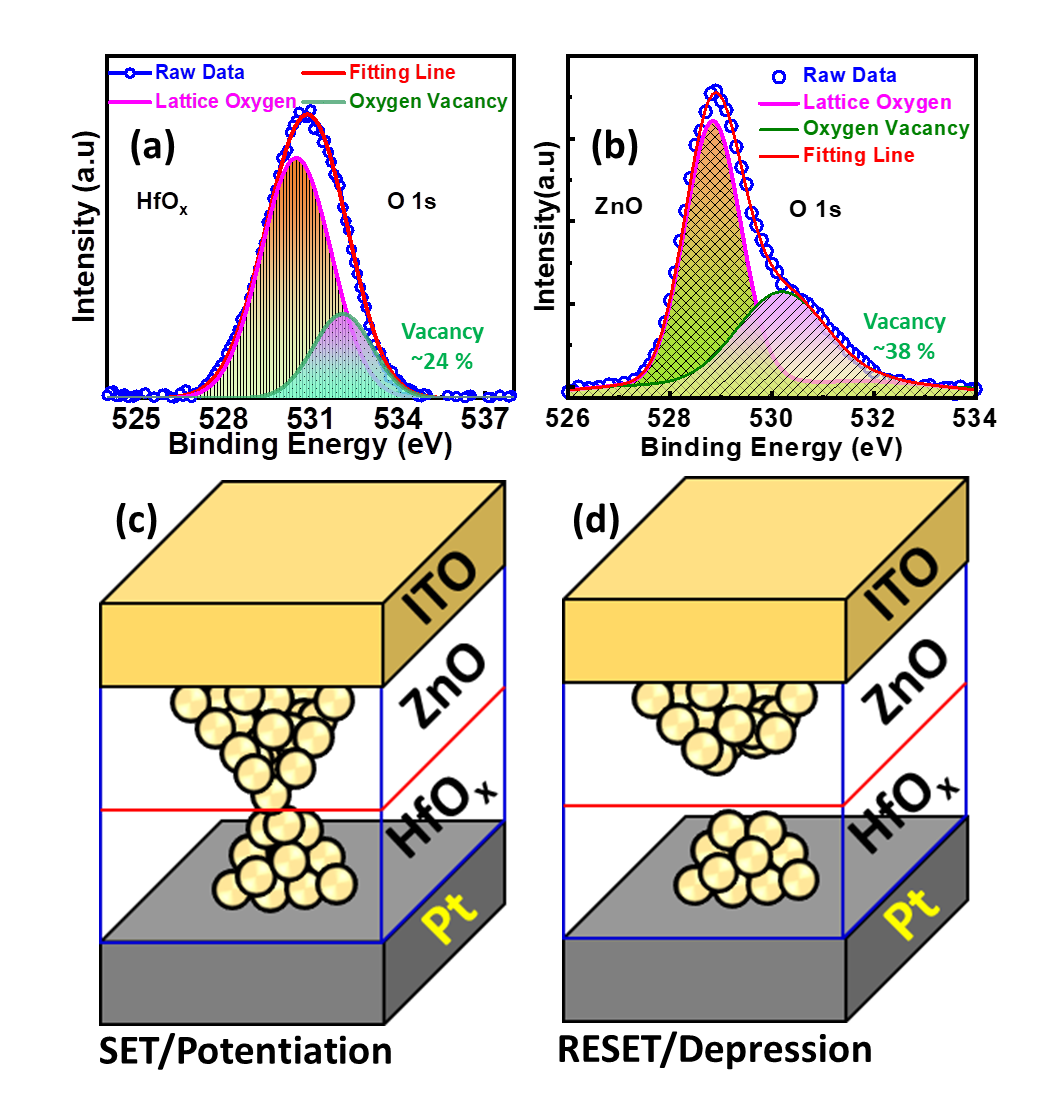 Raw Data
Fitting Line
Lattice Oxygen
Oxygen Vacancy
(a)
HfOx
O 1s
Vacancy
~24 %
Intensity (a.u)
525 528 531 534 537
Binding Energy (eV)
Raw Data
Lattice Oxygen
Oxygen Vacancy
Fitting Line
(b)
ZnO
O 1s
Vacancy
~38 %
Intensity(a.u)
526 528 530 532 534
Binding Energy (eV)
(c)
ITO
ZnO
HfOx
Pt
SET/Potentiation
(d)
ITO
ZnO
HfOx
Pt
RESET/Depression